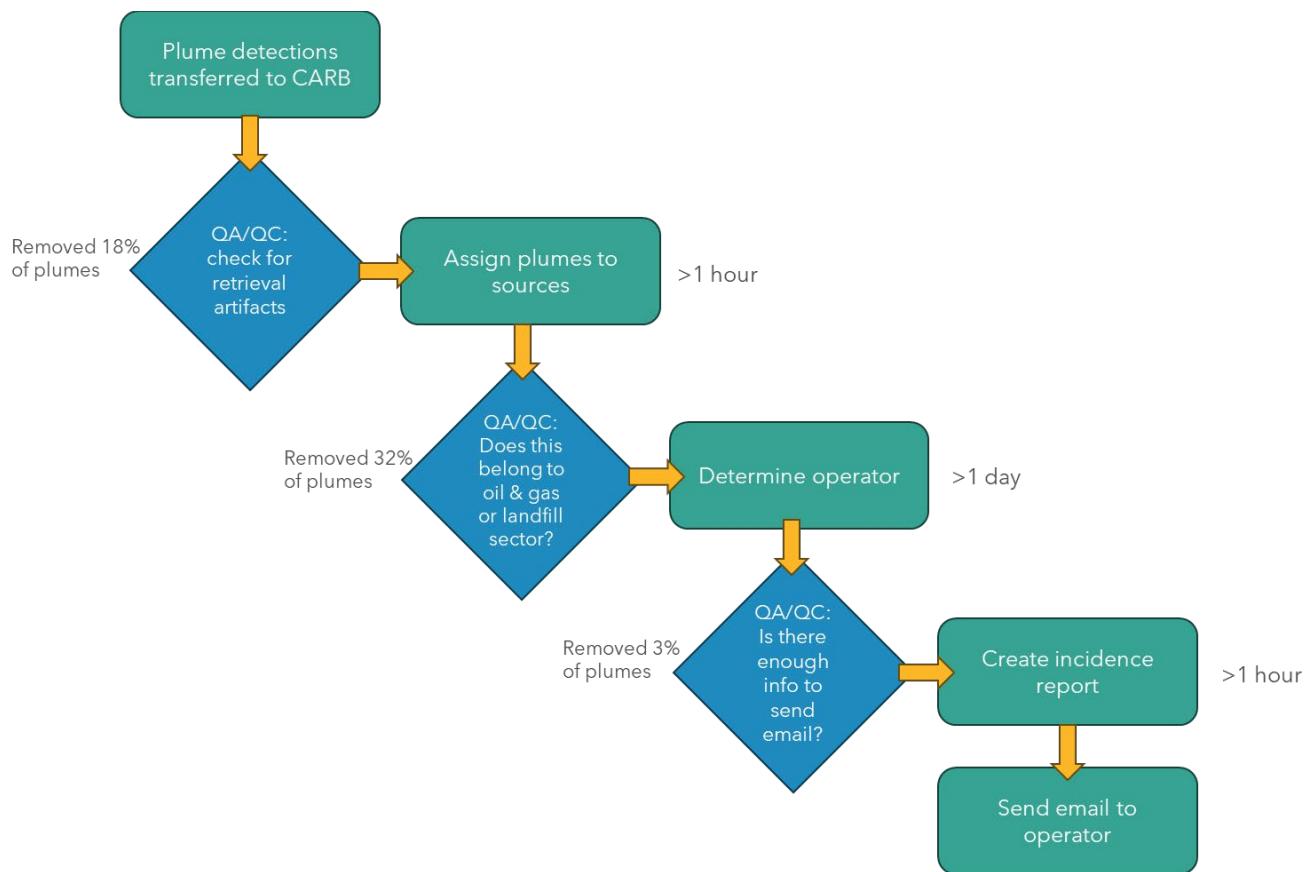 Plume detections
transferred to CARB
Removed 18%
of plumes
QA/QC:
check for
retrieval
artifacts
Assign plumes to
sources
>1 hour
Removed 32%
of plumes
QA/QC:
Does this
belong to
oil & gas
or landfill
sector?
Determine operator
>1 day
Removed 3%
of plumes
QA/QC:
Is there
enough
info to
send
email?
Create incidence
report
>1 hour
Send email to
operator